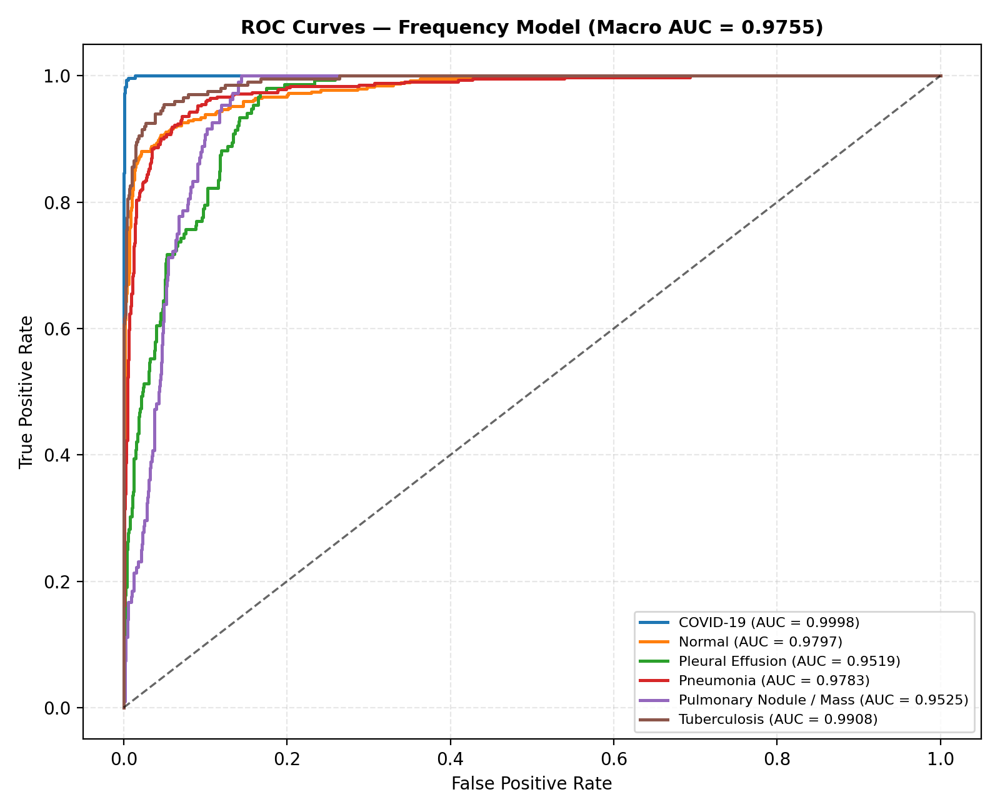 ROC Curves — Frequency Model (Macro AUC = 0.9755)
1.0
0.8
0.6
0.4
0.2
0.0
True Positive Rate
COVID-19 (AUC = 0.9998)
Normal (AUC = 0.9797)
Pleural Effusion (AUC = 0.9519)
Pneumonia (AUC = 0.9783)
Pulmonary Nodule / Mass (AUC = 0.9525)
Tuberculosis (AUC = 0.9908)
0.0 0.2 0.4 0.6 0.8 1.0
False Positive Rate